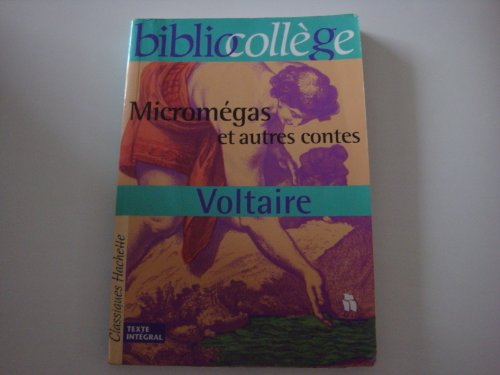 bibliocollège
Micromégas
et autres contes
Voltaire
Classiques Hachette
TEXTE
INTÉGRAL